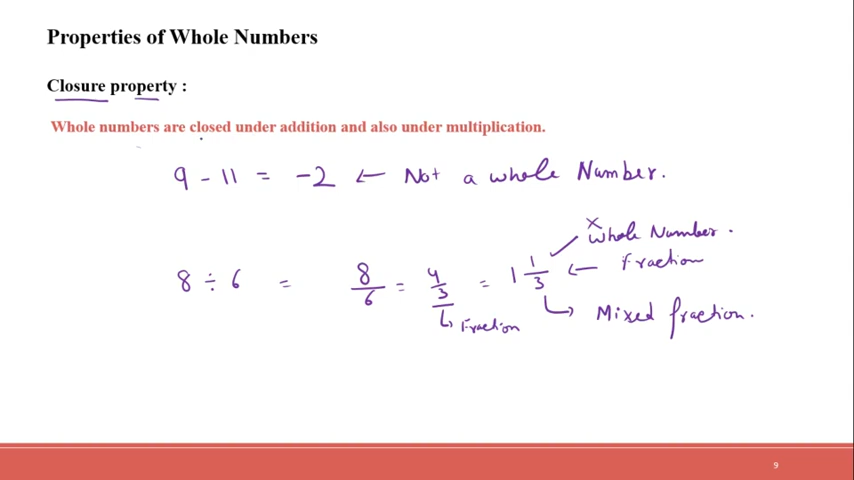 Properties of Whole Numbers
Closure property :
Whole numbers are closed under addition and also under multiplication.
9 - 11 = -2 ← Not a whole Number.
× Whole Number.
8 ÷ 6 = 8/6 = 4/3 = 1 1/3 ← Fraction
↳ Fraction
↳ Mixed fraction.
9